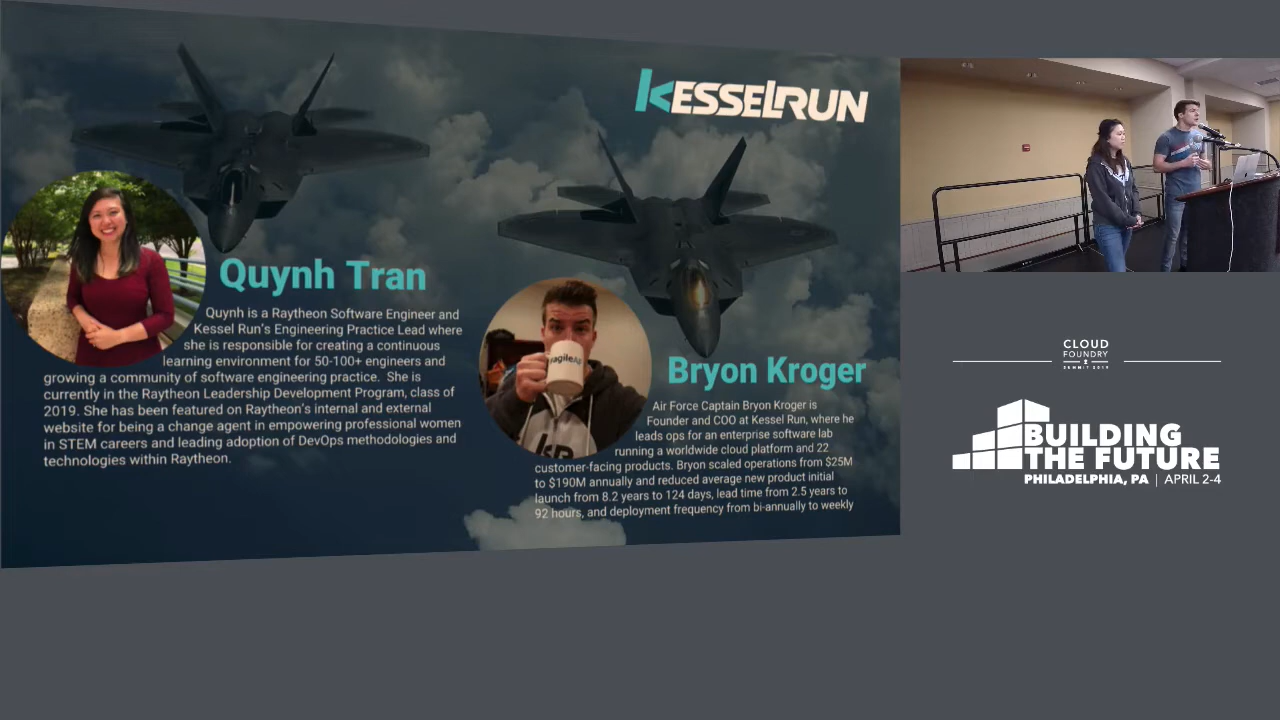 KESSELRUN
Quynh Tran
Quynh is a Raytheon Software Engineer and
Kessel Run's Engineering Practice Lead where
she is responsible for creating a continuous
learning environment for 50-100+ engineers and
growing a community of software engineering practice. She is
currently in the Raytheon Leadership Development Program, class of
2019. She has been featured on Raytheon's internal and external
website for being a change agent in empowering professional women
in STEM careers and leading adoption of DevOps methodologies and
technologies within Raytheon.
Bryon Kroger
Air Force Captain Bryon Kroger is
Founder and COO at Kessel Run, where he
leads ops for an enterprise software lab
running a worldwide cloud platform and 22
customer-facing products. Bryon scaled operations from $25M
to $190M annually and reduced average new product initial
launch from 8.2 years to 124 days, lead time from 2.5 years to
92 hours, and deployment frequency from bi-annually to weekly
CLOUD
FOUNDRY
SUMMIT 2019
BUILDING
THE FUTURE
PHILADELPHIA, PA | APRIL 2-4